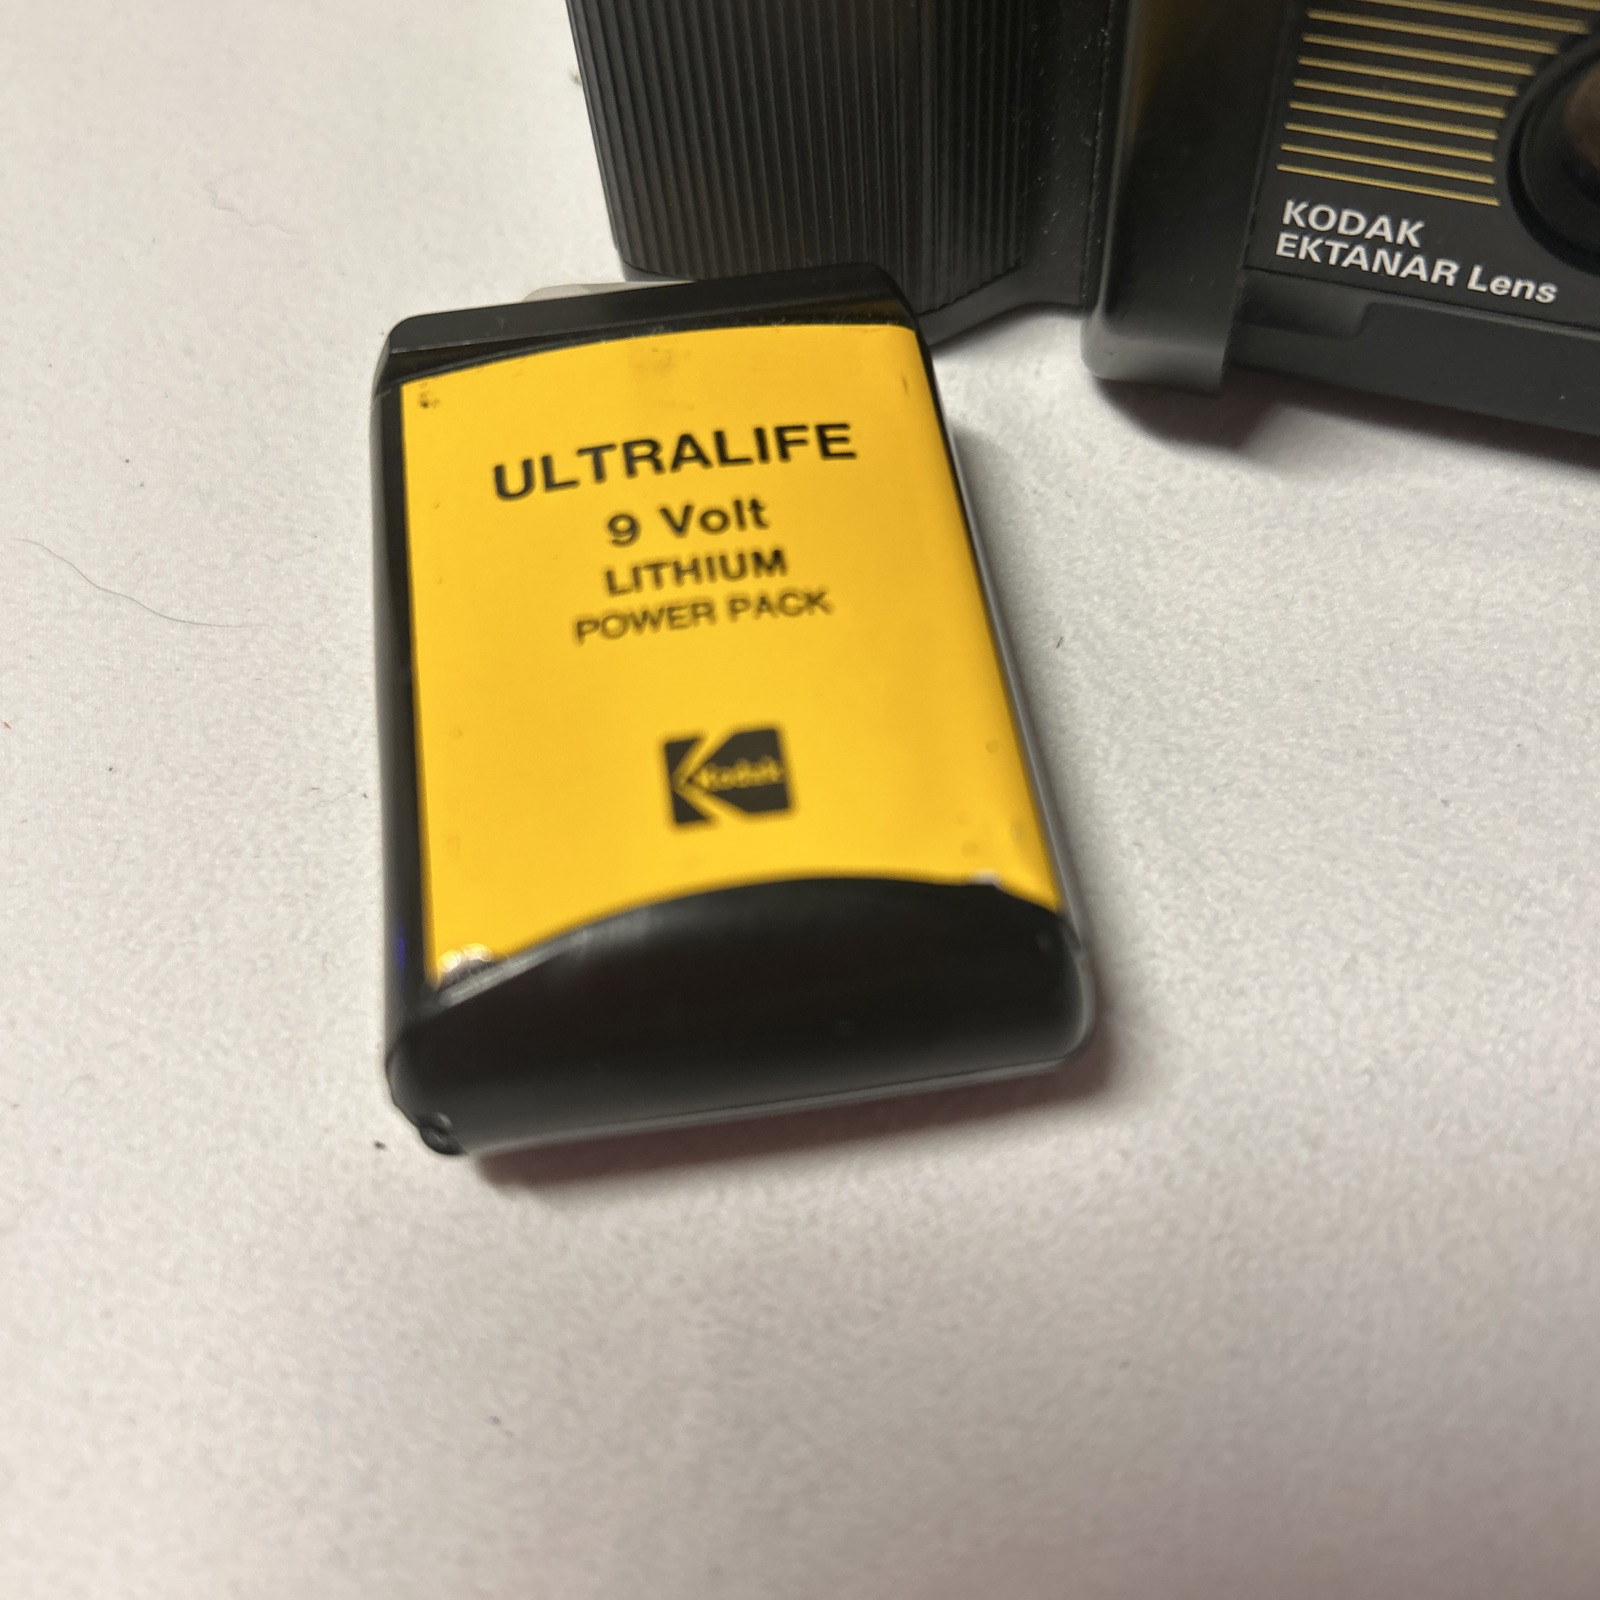 KODAK
EKTANAR Lens
ULTRALIFE
9 Volt
LITHIUM
POWER PACK
Kodak